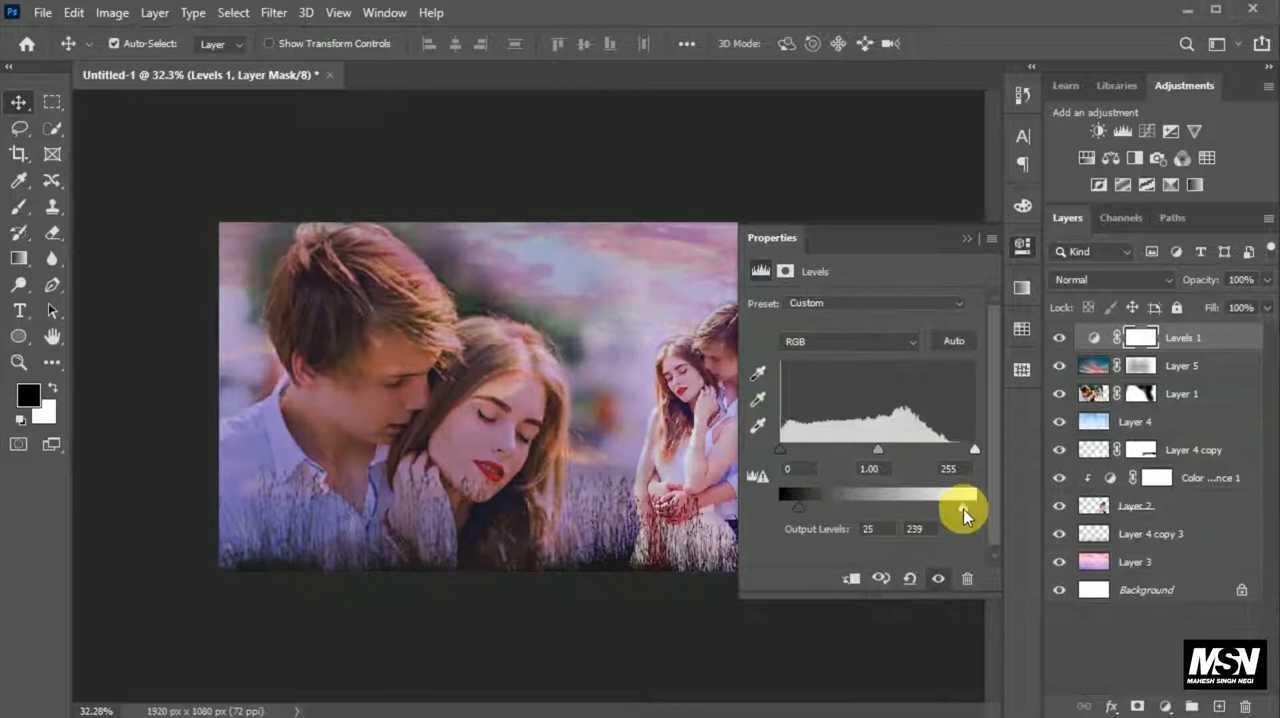 Ps File Edit Image Layer Type Select Filter 3D View Window Help
Auto-Select: Layer Show Transform Controls 3D Mode:
Untitled-1 @ 32.3% (Levels 1, Layer Mask/8) *
Learn Libraries Adjustments
Add an adjustment
Properties
Levels
Preset: Custom
RGB Auto
0 1.00 255
Output Levels: 25 239
Layers Channels Paths
Kind
Normal Opacity: 100%
Lock: Fill: 100%
Levels 1
Layer 5
Layer 1
Layer 4
Layer 4 copy
Color ...nce 1
Layer 2
Layer 4 copy 3
Layer 3
Background
MSN
MAHESH SINGH NEGI
32.28% 1920 px x 1080 px (72 ppi)
fx